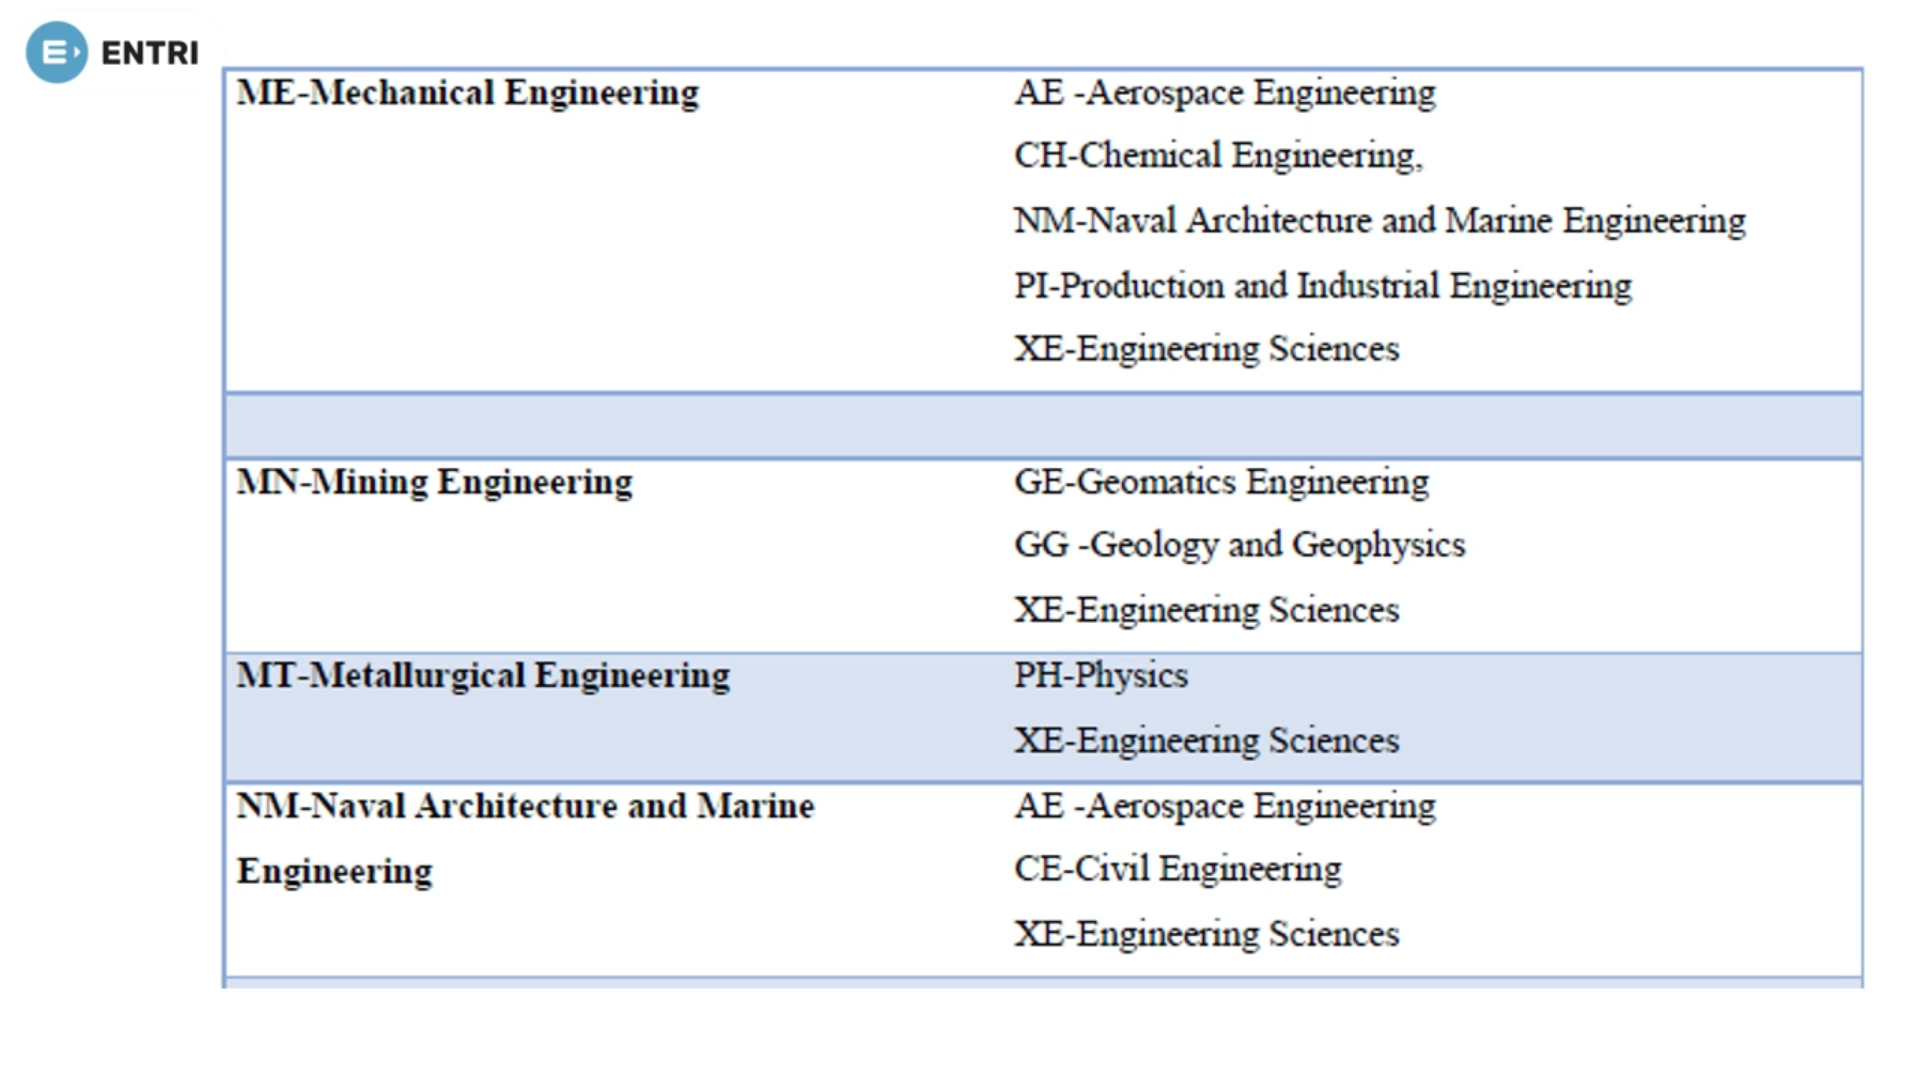 ENTRI
ME-Mechanical Engineering
AE -Aerospace Engineering
CH-Chemical Engineering,
NM-Naval Architecture and Marine Engineering
PI-Production and Industrial Engineering
XE-Engineering Sciences
MN-Mining Engineering
GE-Geomatics Engineering
GG -Geology and Geophysics
XE-Engineering Sciences
MT-Metallurgical Engineering
PH-Physics
XE-Engineering Sciences
NM-Naval Architecture and Marine
Engineering
AE -Aerospace Engineering
CE-Civil Engineering
XE-Engineering Sciences